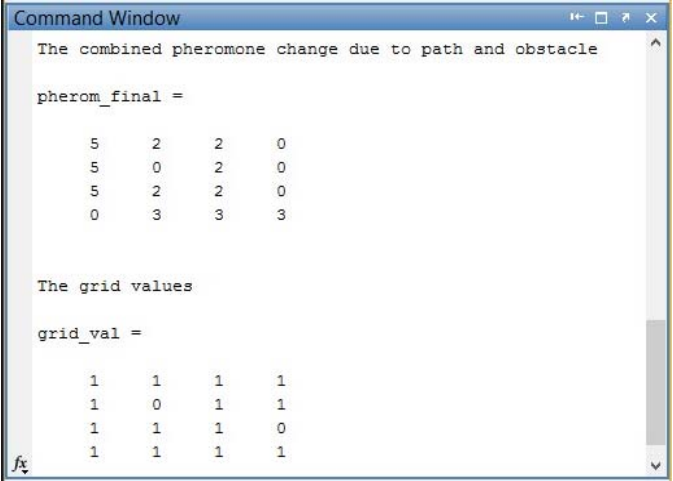 Command Window
The combined pheromone change due to path and obstacle
pherom_final =
5 2 2 0
5 0 2 0
5 2 2 0
0 3 3 3
The grid values
grid_val =
1 1 1 1
1 0 1 1
1 1 1 0
1 1 1 1
fx